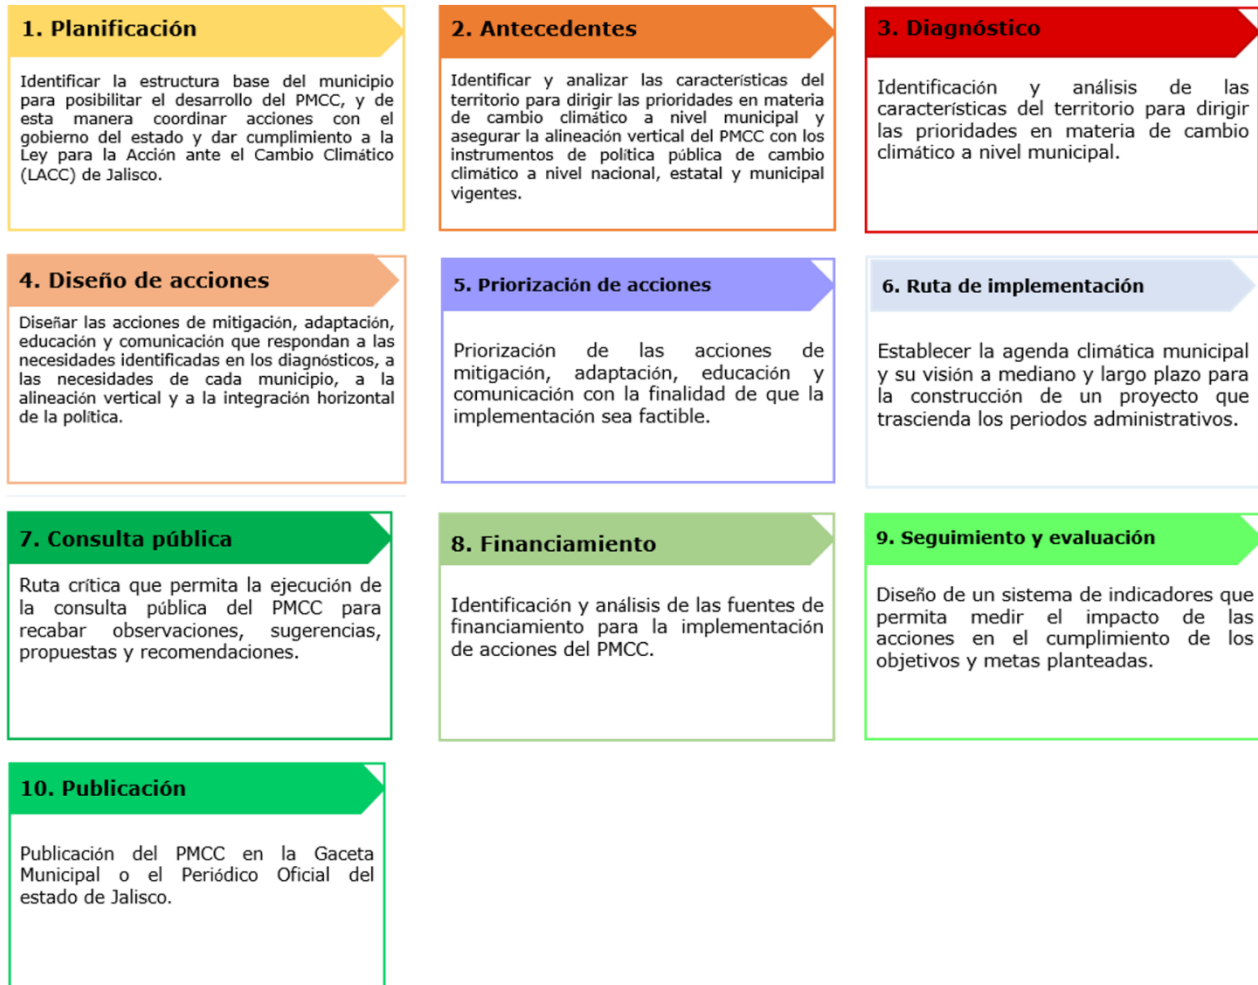 1. Planificación
Identificar la estructura base del municipio
para posibilitar el desarrollo del PMCC, y de
esta manera coordinar acciones con el
gobierno del estado y dar cumplimiento a la
Ley para la Acción ante el Cambio Climático
(LACC) de Jalisco.
2. Antecedentes
Identificar y analizar las características del
territorio para dirigir las prioridades en materia
de cambio climático a nivel municipal y
asegurar la alineación vertical del PMCC con los
instrumentos de política pública de cambio
climático a nivel nacional, estatal y municipal
vigentes.
3. Diagnóstico
Identificación y análisis de las
características del territorio para dirigir
las prioridades en materia de cambio
climático a nivel municipal.
4. Diseño de acciones
Diseñar las acciones de mitigación, adaptación,
educación y comunicación que respondan a las
necesidades identificadas en los diagnósticos, a
las necesidades de cada municipio, a la
alineación vertical y a la integración horizontal
de la política.
5. Priorización de acciones
Priorización de las acciones de
mitigación, adaptación, educación y
comunicación con la finalidad de que la
implementación sea factible.
6. Ruta de implementación
Establecer la agenda climática municipal
y su visión a mediano y largo plazo para
la construcción de un proyecto que
trascienda los periodos administrativos.
7. Consulta pública
Ruta crítica que permita la ejecución de
la consulta pública del PMCC para
recabar observaciones, sugerencias,
propuestas y recomendaciones.
8. Financiamiento
Identificación y análisis de las fuentes de
financiamiento para la implementación
de acciones del PMCC.
9. Seguimiento y evaluación
Diseño de un sistema de indicadores que
permita medir el impacto de las
acciones en el cumplimiento de los
objetivos y metas planteadas.
10. Publicación
Publicación del PMCC en la Gaceta
Municipal o el Periódico Oficial del
estado de Jalisco.